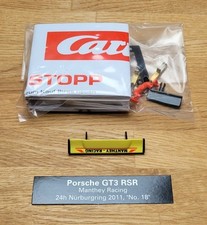 Car
STOPP
MANTHEY-RACING
Porsche GT3 RSR
Manthey Racing
24h Nürburgring 2011, "No. 18"